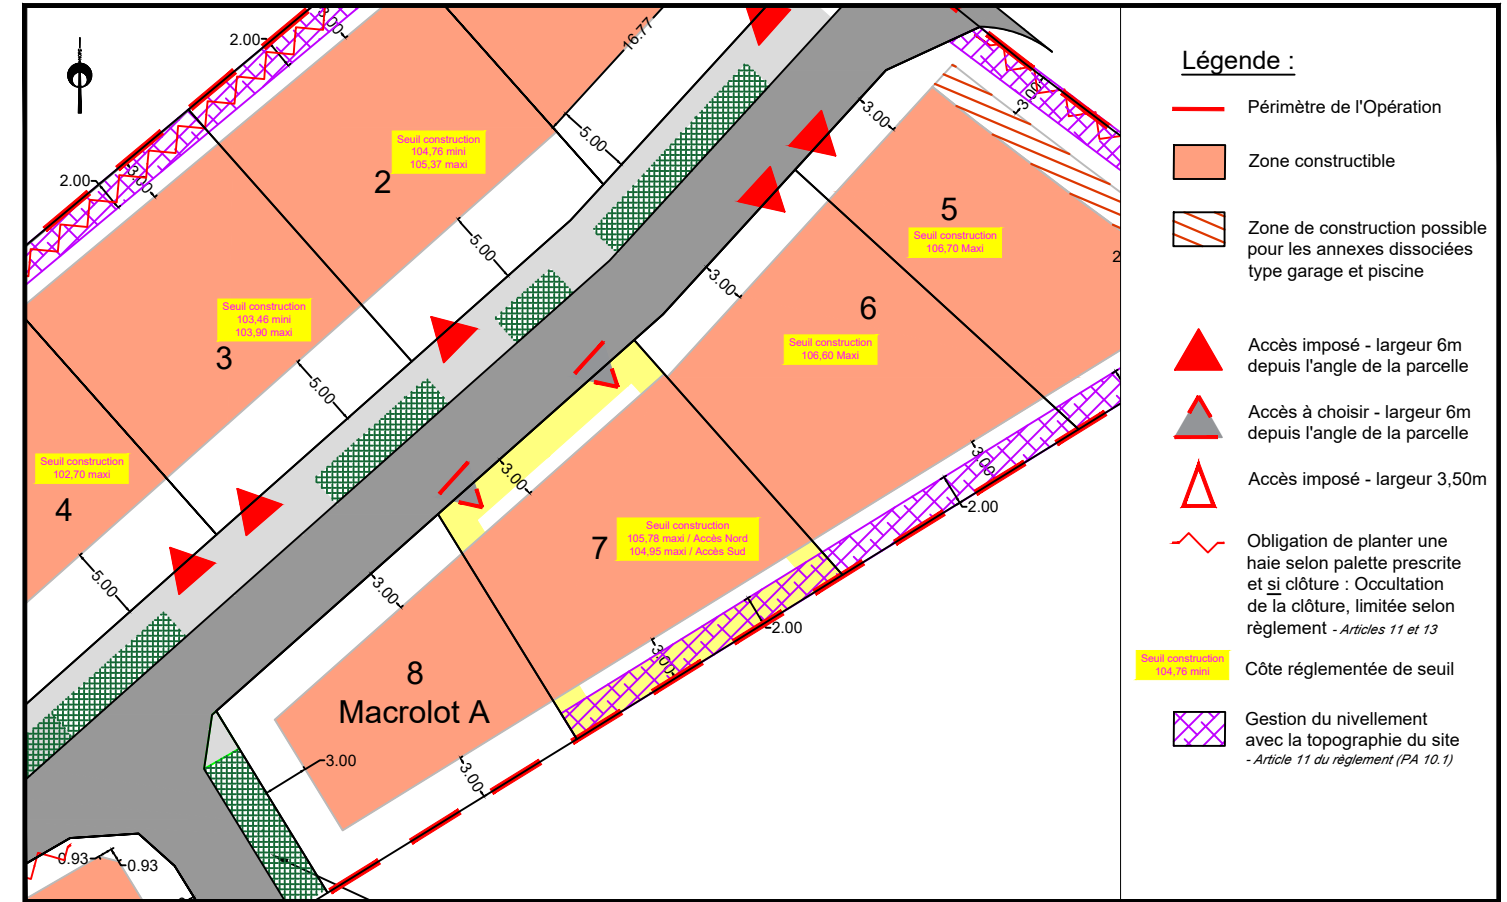 2.00
3.00
16.77
Seuil construction
104,76 mini
105,37 maxi
2
5.00
3.00
3.00
2.00
3.00
5
Seuil construction
106,70 Maxi
5.00
3.00
2
Seuil construction
103,46 mini
103,90 maxi
3
6
Seuil construction
106,60 Maxi
5.00
Seuil construction
102,70 maxi
4
3.00
3.00
2.00
7
Seuil construction
105,78 maxi / Accès Nord
104,95 maxi / Accès Sud
5.00
3.00
2.00
3.00
8
Macrolot A
3.00
3.00
0.93
0.93
Légende :
Périmètre de l'Opération
Zone constructible
Zone de construction possible
pour les annexes dissociées
type garage et piscine
Accès imposé - largeur 6m
depuis l'angle de la parcelle
Accès à choisir - largeur 6m
depuis l'angle de la parcelle
Accès imposé - largeur 3,50m
Obligation de planter une
haie selon palette prescrite
et si clôture : Occultation
de la clôture, limitée selon
règlement - Articles 11 et 13
Seuil construction
104,76 mini
Côte réglementée de seuil
Gestion du nivellement
avec la topographie du site
- Article 11 du règlement (PA 10.1)